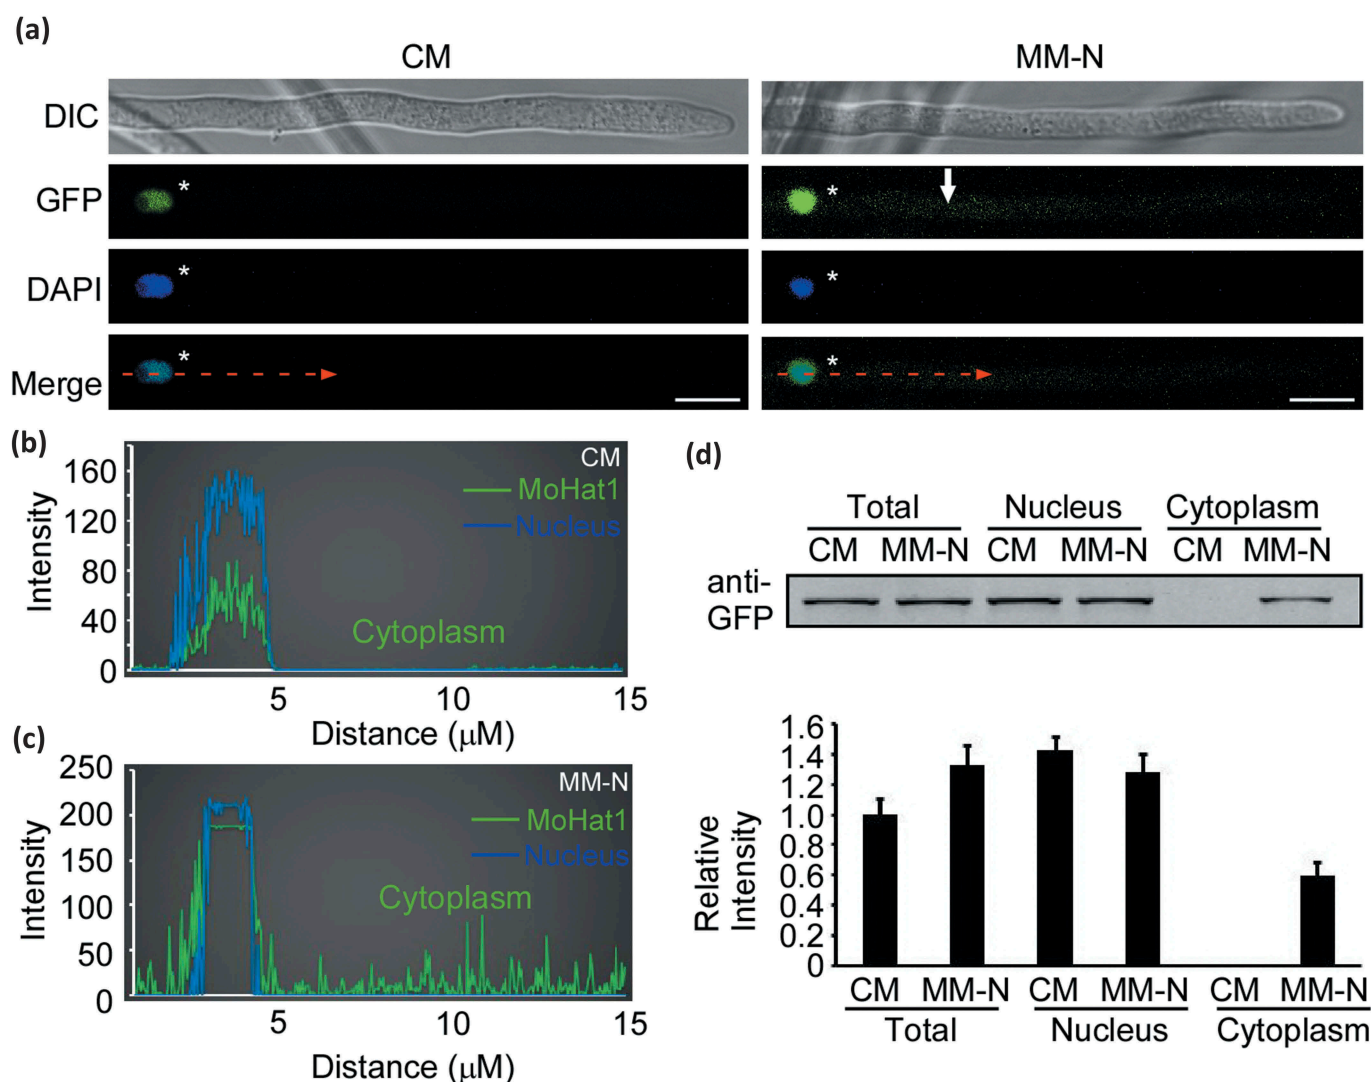 (a)
CM MM-N
DIC
GFP * *
DAPI * *
Merge * *
(b)
CM
MoHat1
Nucleus
Cytoplasm
Intensity
160
120
80
40
0
5 10 15
Distance (μM)
(c)
MM-N
MoHat1
Nucleus
Cytoplasm
Intensity
250
200
150
100
50
0
5 10 15
Distance (μM)
(d)
Total Nucleus Cytoplasm
CM MM-N CM MM-N CM MM-N
anti-
GFP
Relative
Intensity
1.6
1.4
1.2
1.0
0.8
0.6
0.4
0.2
0
CM MM-N CM MM-N CM MM-N
Total Nucleus Cytoplasm